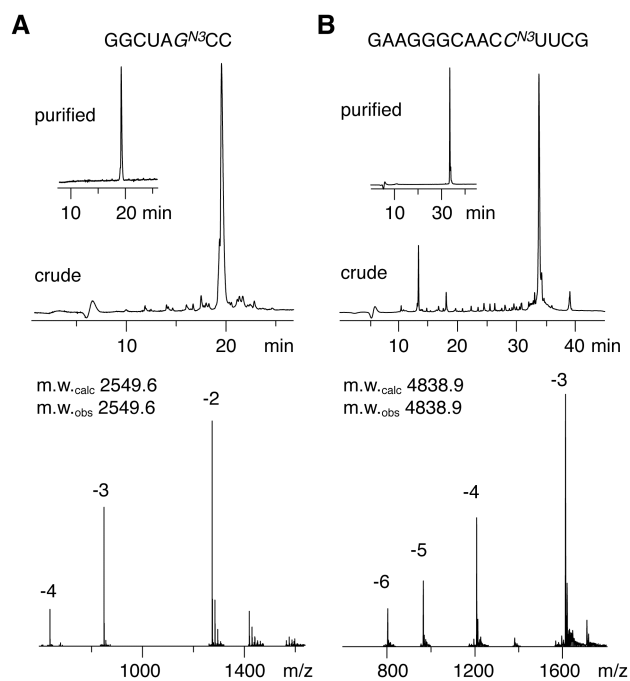 A
GGCUAGᴺ³CC
purified
10 20 min
crude
10 20 min
m.w.calc 2549.6
m.w.obs 2549.6
-2
-3
-4
1000 1400 m/z
B
GAAGGGCAACCᴺ³UUCG
purified
10 30 min
crude
10 20 30 40 min
m.w.calc 4838.9
m.w.obs 4838.9
-3
-4
-5
-6
800 1200 1600 m/z